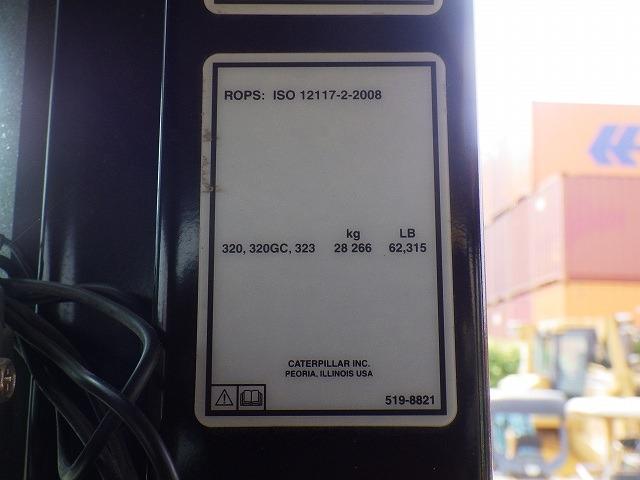 ROPS: ISO 12117-2-2008
kg LB
320, 320GC, 323 28 266 62,315
CATERPILLAR INC.
PEORIA, ILLINOIS USA
519-8821